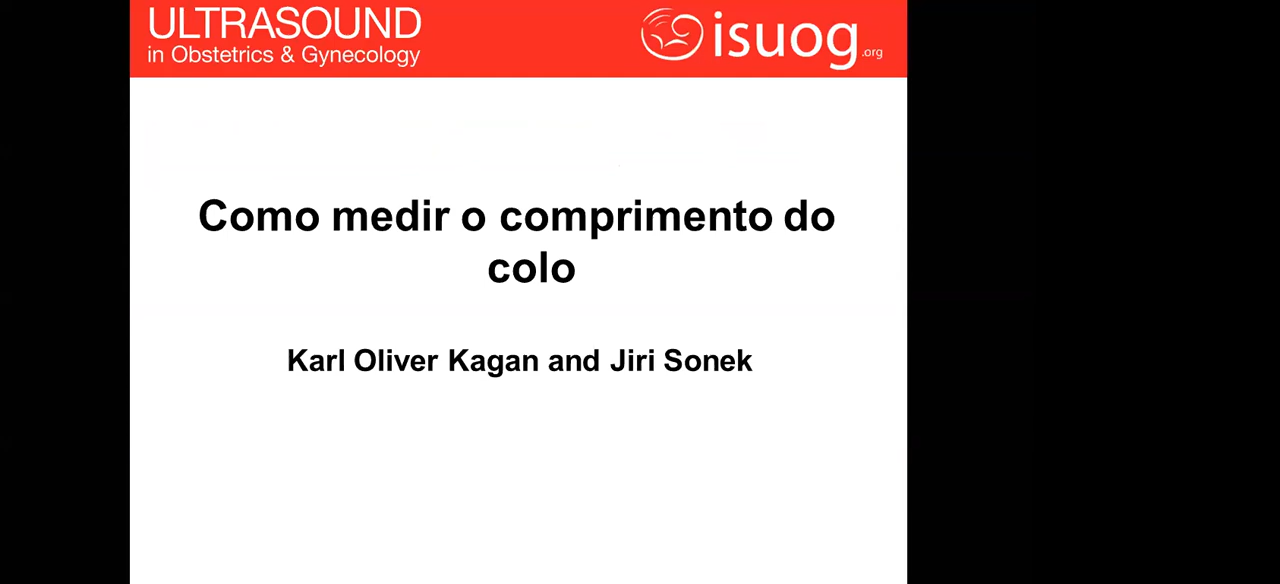 ULTRASOUND
in Obstetrics & Gynecology
isuog.org
Como medir o comprimento do
colo
Karl Oliver Kagan and Jiri Sonek